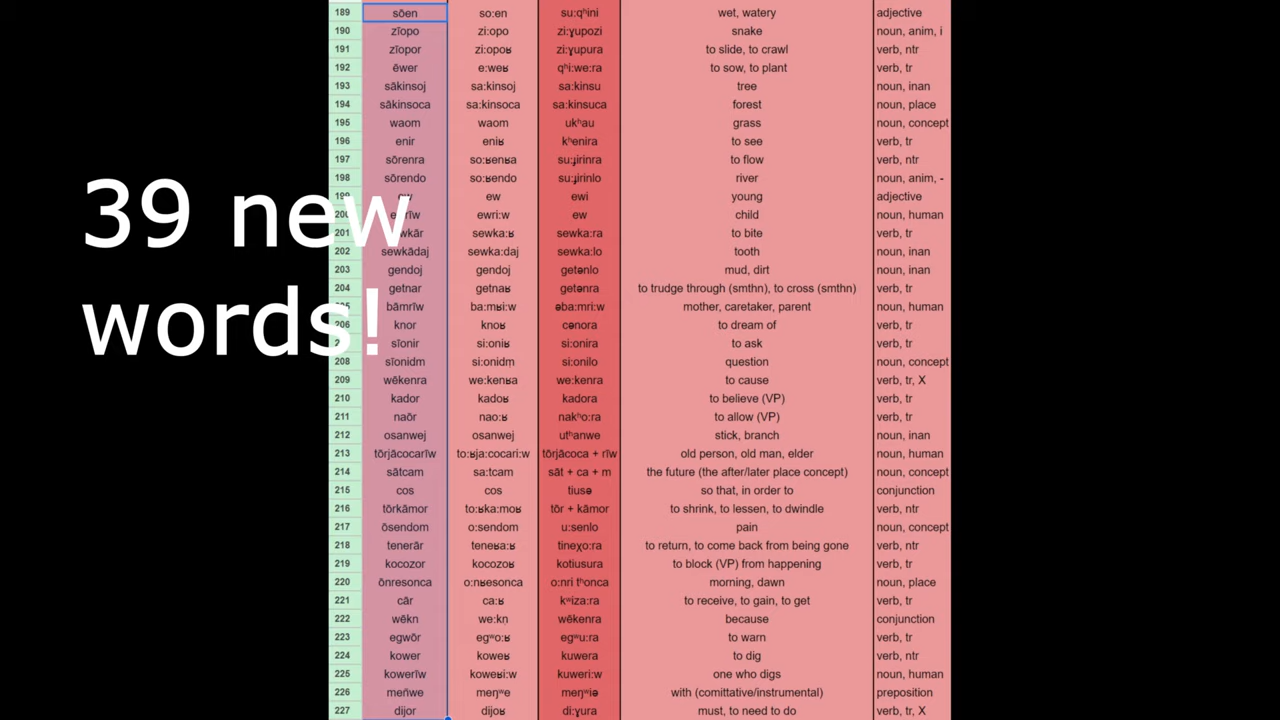 39 new
words!
189 sōen so:en su:qʰini wet, watery adjective
190 zīopo zi:opo zi:ɣupozi snake noun, anim, i
191 zīopor zi:opoʁ zi:ɣupura to slide, to crawl verb, ntr
192 ēwer e:weʁ qʰi:we:ra to sow, to plant verb, tr
193 sākinsoj sa:kinsoj sa:kinsu tree noun, inan
194 sākinsoca sa:kinsoca sa:kinsuca forest noun, place
195 waom waom ukʰau grass noun, concept
196 enir eniʁ kʰenira to see verb, tr
197 sōrenra so:ʁenʁa su:ɟirinra to flow verb, ntr
198 sōrendo so:ʁendo su:ɟirinlo river noun, anim, -
199 ew ew ewi young adjective
200 ewri:w ew child noun, human
201 sewka:ʁ sewka:ra to bite verb, tr
202 sewkādaj sewka:daj sewka:lo tooth noun, inan
203 gendoj gendoj getənlo mud, dirt noun, inan
204 getnar getnaʁ getənra to trudge through (smthn), to cross (smthn) verb, tr
bāmrīw ba:mʁi:w əba:mri:w mother, caretaker, parent noun, human
206 knor knoʁ cənora to dream of verb, tr
sīonir si:oniʁ si:onira to ask verb, tr
208 sīonidm si:onidm̩ si:onilo question noun, concept
209 wēkenra we:kenʁa we:kenra to cause verb, tr, X
210 kador kadoʁ kadora to believe (VP) verb, tr
211 naōr nao:ʁ nakʰo:ra to allow (VP) verb, tr
212 osanwej osanwej utʰanwe stick, branch noun, inan
213 tōrjācocarīw to:ʁja:cocari:w tōrjācoca + rīw old person, old man, elder noun, human
214 sātcam sa:tcam sāt + ca + m the future (the after/later place concept) noun, concept
215 cos cos tiusə so that, in order to conjunction
216 tōrkāmor to:ʁka:moʁ tōr + kāmor to shrink, to lessen, to dwindle verb, ntr
217 ōsendom o:sendom u:senlo pain noun, concept
218 tenerār teneʁa:ʁ tineχo:ra to return, to come back from being gone verb, ntr
219 kocozor kocozoʁ kotiusura to block (VP) from happening verb, tr
220 ōnresonca o:nʁesonca o:nri tʰonca morning, dawn noun, place
221 cār ca:ʁ kʷiza:ra to receive, to gain, to get verb, tr
222 wēkn we:kn̩ wēkenra because conjunction
223 egwōr egʷo:ʁ egʷu:ra to warn verb, tr
224 kower koweʁ kuwera to dig verb, ntr
225 kowerīw koweʁi:w kuweri:w one who digs noun, human
226 meñwe meŋʷe meŋʷiə with (comittative/instrumental) preposition
227 dijor dijoʁ di:ɣura must, to need to do verb, tr, X